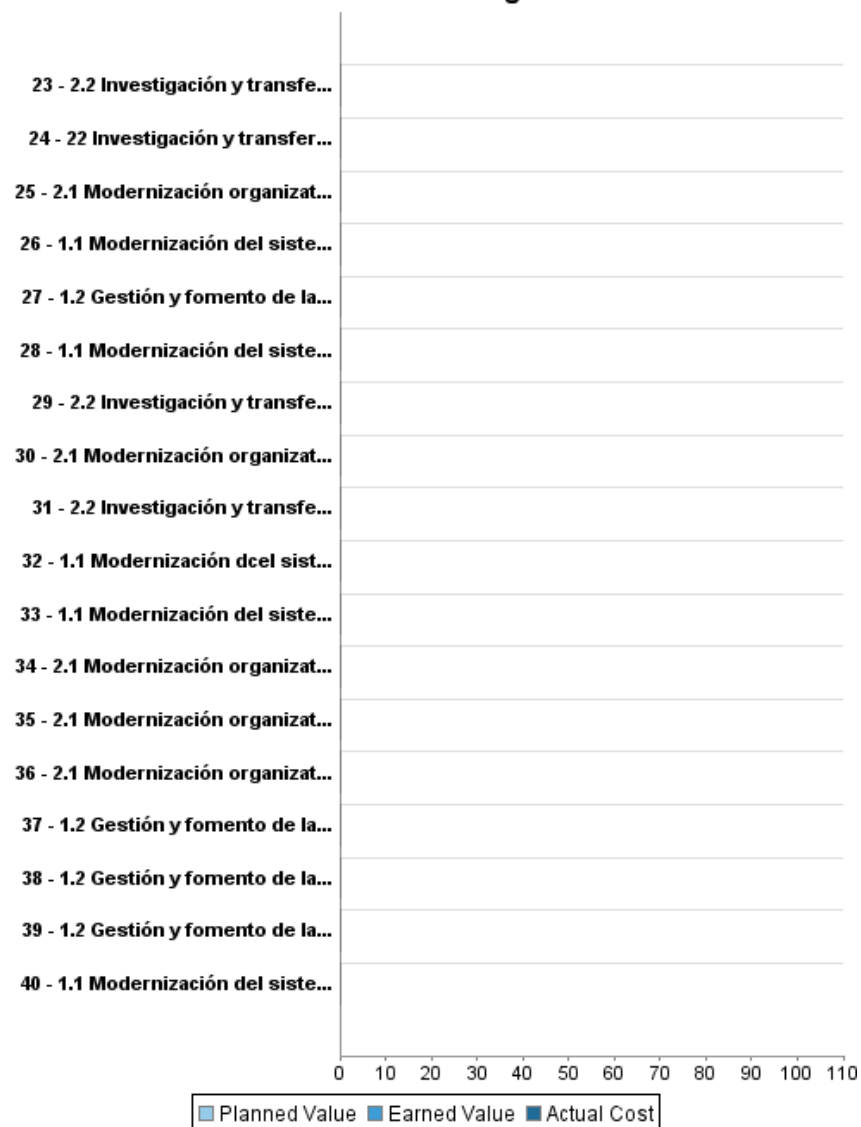 23 - 2.2 Investigación y transfe...
24 - 22 Investigación y transfer...
25 - 2.1 Modernización organizat...
26 - 1.1 Modernización del siste...
27 - 1.2 Gestión y fomento de la...
28 - 1.1 Modernización del siste...
29 - 2.2 Investigación y transfe...
30 - 2.1 Modernización organizat...
31 - 2.2 Investigación y transfe...
32 - 1.1 Modernización dcel sist...
33 - 1.1 Modernización del siste...
34 - 2.1 Modernización organizat...
35 - 2.1 Modernización organizat...
36 - 2.1 Modernización organizat...
37 - 1.2 Gestión y fomento de la...
38 - 1.2 Gestión y fomento de la...
39 - 1.2 Gestión y fomento de la...
40 - 1.1 Modernización del siste...
0 10 20 30 40 50 60 70 80 90 100 110
Planned Value Earned Value Actual Cost